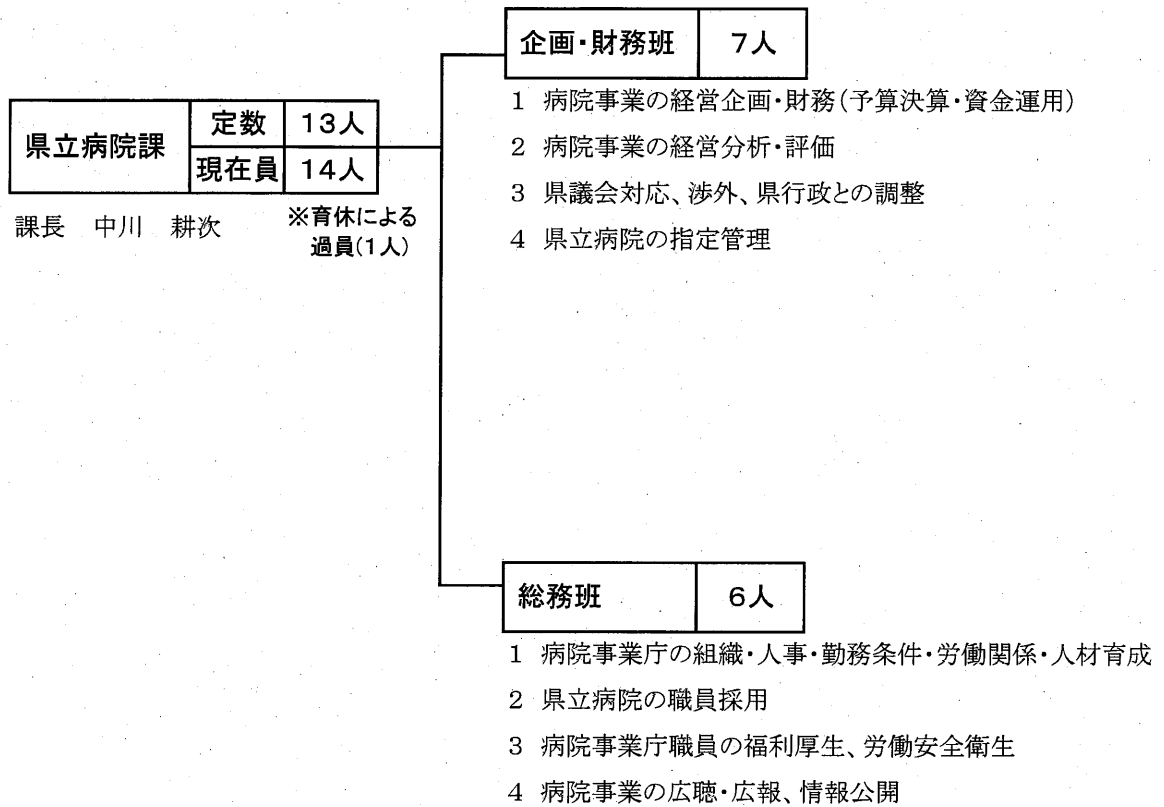 県立病院課
定数 13人
現在員 14人
課長 中川 耕次
※育休による
過員(1人)
企画・財務班 7人
1 病院事業の経営企画・財務(予算決算・資金運用)
2 病院事業の経営分析・評価
3 県議会対応、渉外、県行政との調整
4 県立病院の指定管理
総務班 6人
1 病院事業庁の組織・人事・勤務条件・労働関係・人材育成
2 県立病院の職員採用
3 病院事業庁職員の福利厚生、労働安全衛生
4 病院事業の広聴・広報、情報公開